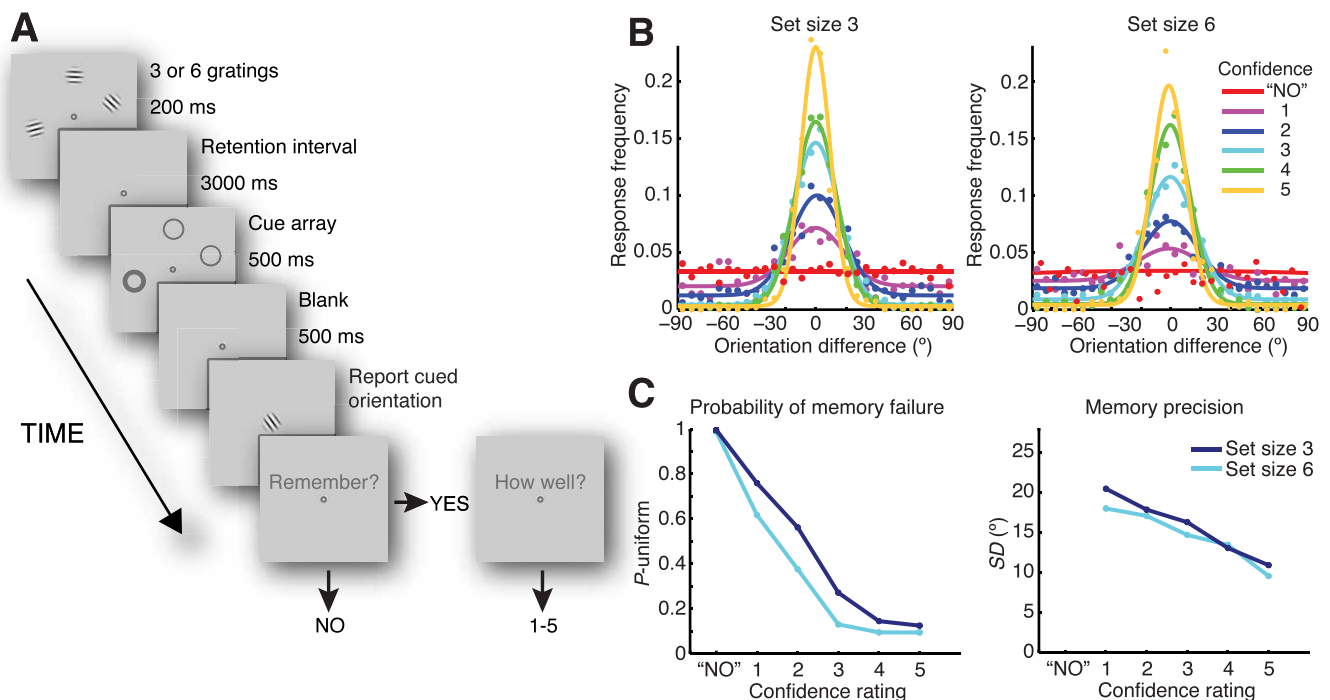 A
3 or 6 gratings
200 ms
Retention interval
3000 ms
Cue array
500 ms
Blank
500 ms
Report cued
orientation
TIME
Remember?
YES
How well?
NO
1-5
B
Set size 3
Response frequency
0.2
0.15
0.1
0.05
0
−90 −60 −30 0 30 60 90
Orientation difference (º)
Set size 6
Response frequency
0.2
0.15
0.1
0.05
0
−90 −60 −30 0 30 60 90
Orientation difference (º)
Confidence
“NO”
1
2
3
4
5
C
Probability of memory failure
P-uniform
1
0.8
0.6
0.4
0.2
0
“NO” 1 2 3 4 5
Confidence rating
Memory precision
SD (º)
25
20
15
10
5
0
Set size 3
Set size 6
“NO” 1 2 3 4 5
Confidence rating